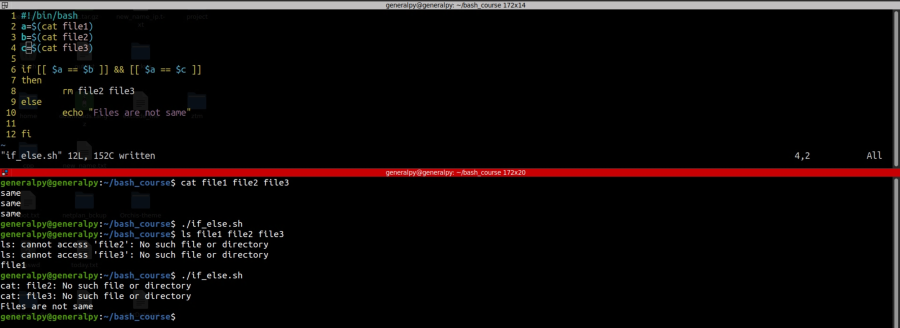 generalpy@generalpy: ~/bash_course 172x14
1 #!/bin/bash
2 a=$(cat file1)
3 b=$(cat file2)
4 c=$(cat file3)
5
6 if [[ $a == $b ]] && [[ $a == $c ]]
7 then
8 rm file2 file3
9 else
10 echo "Files are not same"
11
12 fi
~
"if_else.sh" 12L, 152C written 4,2 All
generalpy@generalpy: ~/bash_course 172x20
generalpy@generalpy:~/bash_course$ cat file1 file2 file3
same
same
same
generalpy@generalpy:~/bash_course$ ./if_else.sh
generalpy@generalpy:~/bash_course$ ls file1 file2 file3
ls: cannot access 'file2': No such file or directory
ls: cannot access 'file3': No such file or directory
file1
generalpy@generalpy:~/bash_course$ ./if_else.sh
cat: file2: No such file or directory
cat: file3: No such file or directory
Files are not same
generalpy@generalpy:~/bash_course$